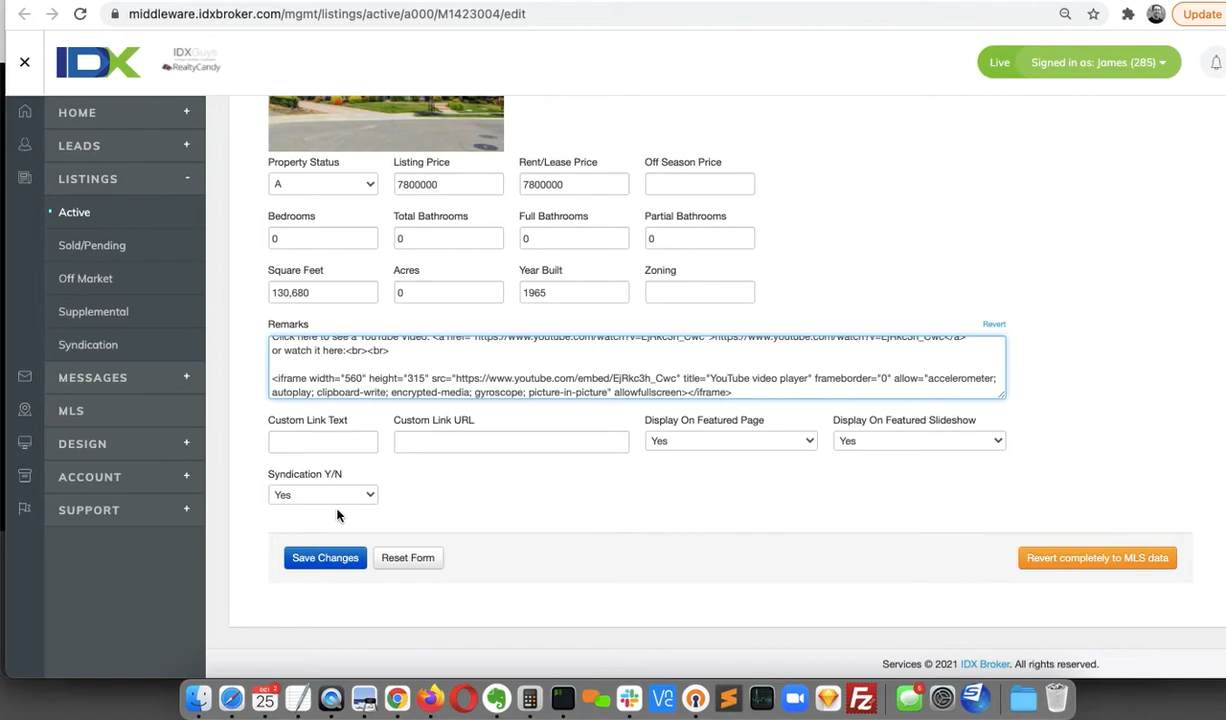 middleware.idxbroker.com/mgmt/listings/active/a000/M1423004/edit
Update
IDX
IDXGuys
RealtyCandy
Live Signed in as: James (285)
HOME +
LEADS +
LISTINGS -
Active
Sold/Pending
Off Market
Supplemental
Syndication
MESSAGES +
MLS
DESIGN +
ACCOUNT +
SUPPORT +
Property Status Listing Price Rent/Lease Price Off Season Price
A 7800000 7800000
Bedrooms Total Bathrooms Full Bathrooms Partial Bathrooms
0 0 0 0
Square Feet Acres Year Built Zoning
130,680 0 1965
Remarks Revert
Click here to see a YouTube Video: <a href="https://www.youtube.com/watch?v=EjRkc3h_Cwc">https://www.youtube.com/watch?v=EjRkc3h_Cwc</a>
or watch it here:<br><br>
<iframe width="560" height="315" src="https://www.youtube.com/embed/EjRkc3h_Cwc" title="YouTube video player" frameborder="0" allow="accelerometer;
autoplay; clipboard-write; encrypted-media; gyroscope; picture-in-picture" allowfullscreen></iframe>
Custom Link Text Custom Link URL Display On Featured Page Display On Featured Slideshow
Yes Yes
Syndication Y/N
Yes
Save Changes Reset Form Revert completely to MLS data
Services © 2021 IDX Broker. All rights reserved.
25
VE
Fz